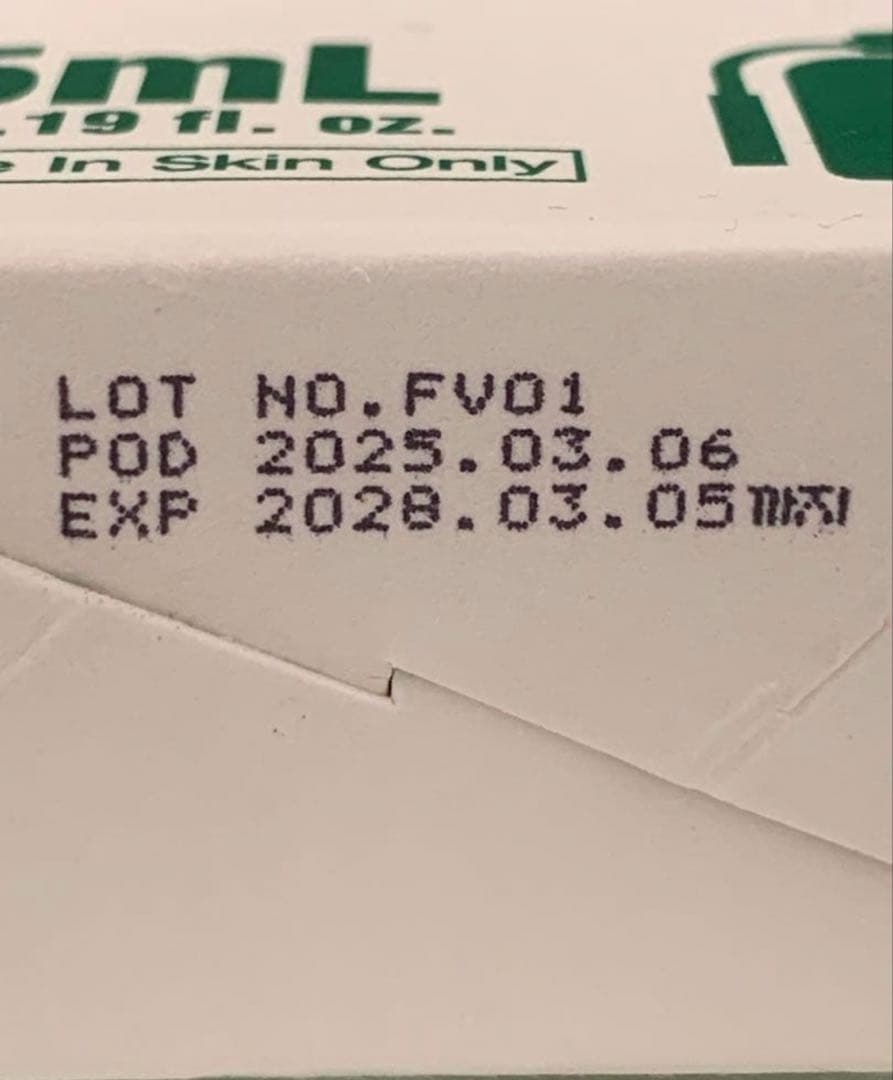 5mL
.19 fl. oz.
In Skin Only
LOT NO.FV01
POD 2025.03.06
EXP 2028.03.05까지